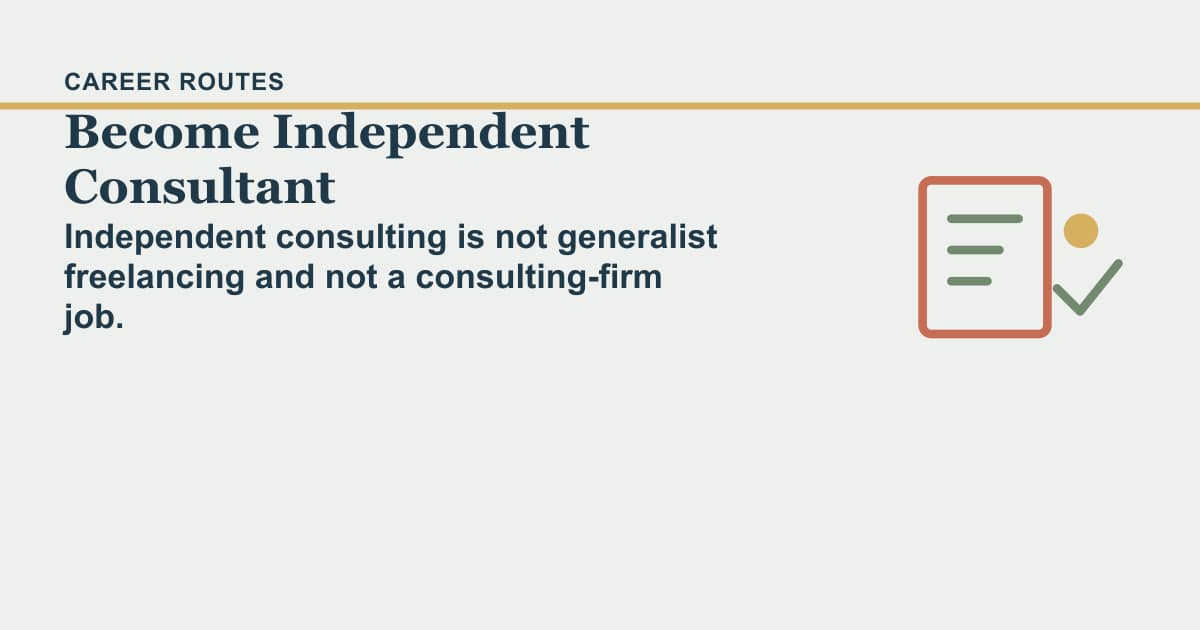 CAREER ROUTES
Become Independent
Consultant
Independent consulting is not generalist
freelancing and not a consulting-firm
job.